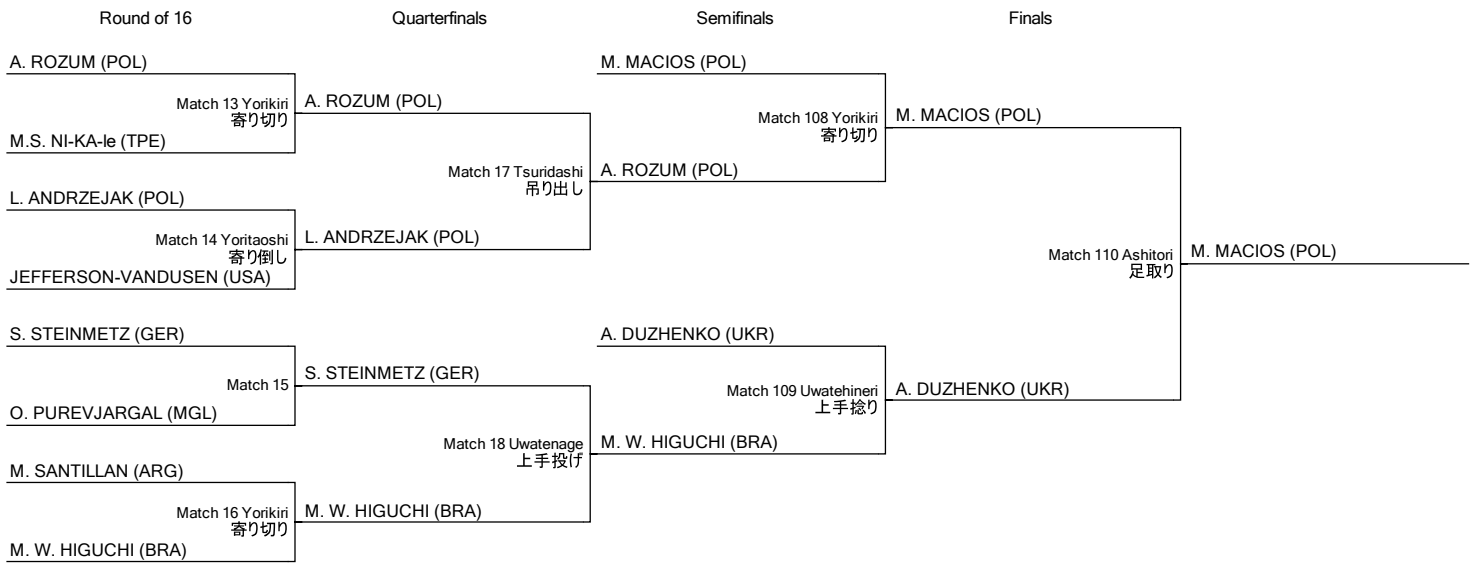 Round of 16
Quarterfinals
Semifinals
Finals
A. ROZUM (POL)
Match 13 Yorikiri
寄り切り
M.S. NI-KA-le (TPE)
L. ANDRZEJAK (POL)
Match 14 Yoritaoshi
寄り倒し
JEFFERSON-VANDUSEN (USA)
S. STEINMETZ (GER)
Match 15
O. PUREVJARGAL (MGL)
M. SANTILLAN (ARG)
Match 16 Yorikiri
寄り切り
M. W. HIGUCHI (BRA)
A. ROZUM (POL)
Match 17 Tsuridashi
吊り出し
L. ANDRZEJAK (POL)
S. STEINMETZ (GER)
Match 18 Uwatenage
上手投げ
M. W. HIGUCHI (BRA)
M. MACIOS (POL)
Match 108 Yorikiri
寄り切り
A. ROZUM (POL)
A. DUZHENKO (UKR)
Match 109 Uwatehineri
上手捻り
M. W. HIGUCHI (BRA)
M. MACIOS (POL)
Match 110 Ashitori
足取り
A. DUZHENKO (UKR)
M. MACIOS (POL)